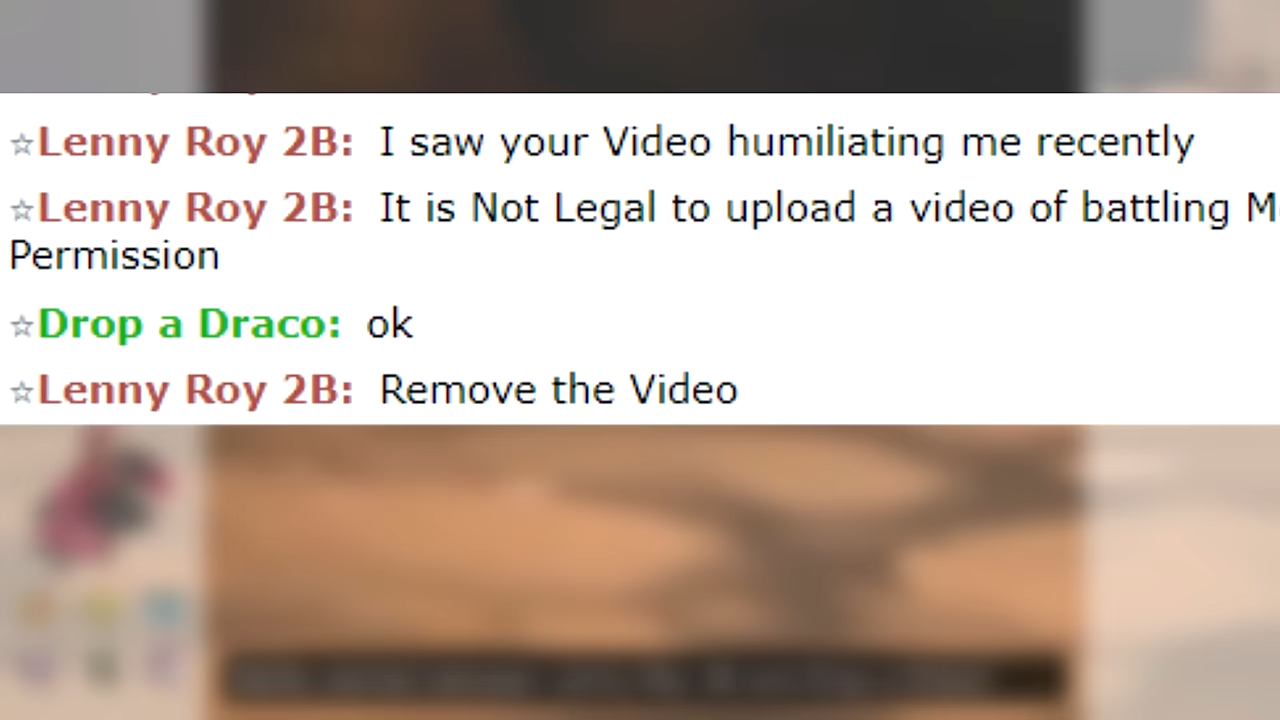 ☆Lenny Roy 2B: I saw your Video humiliating me recently
☆Lenny Roy 2B: It is Not Legal to upload a video of battling
Permission
☆Drop a Draco: ok
☆Lenny Roy 2B: Remove the Video